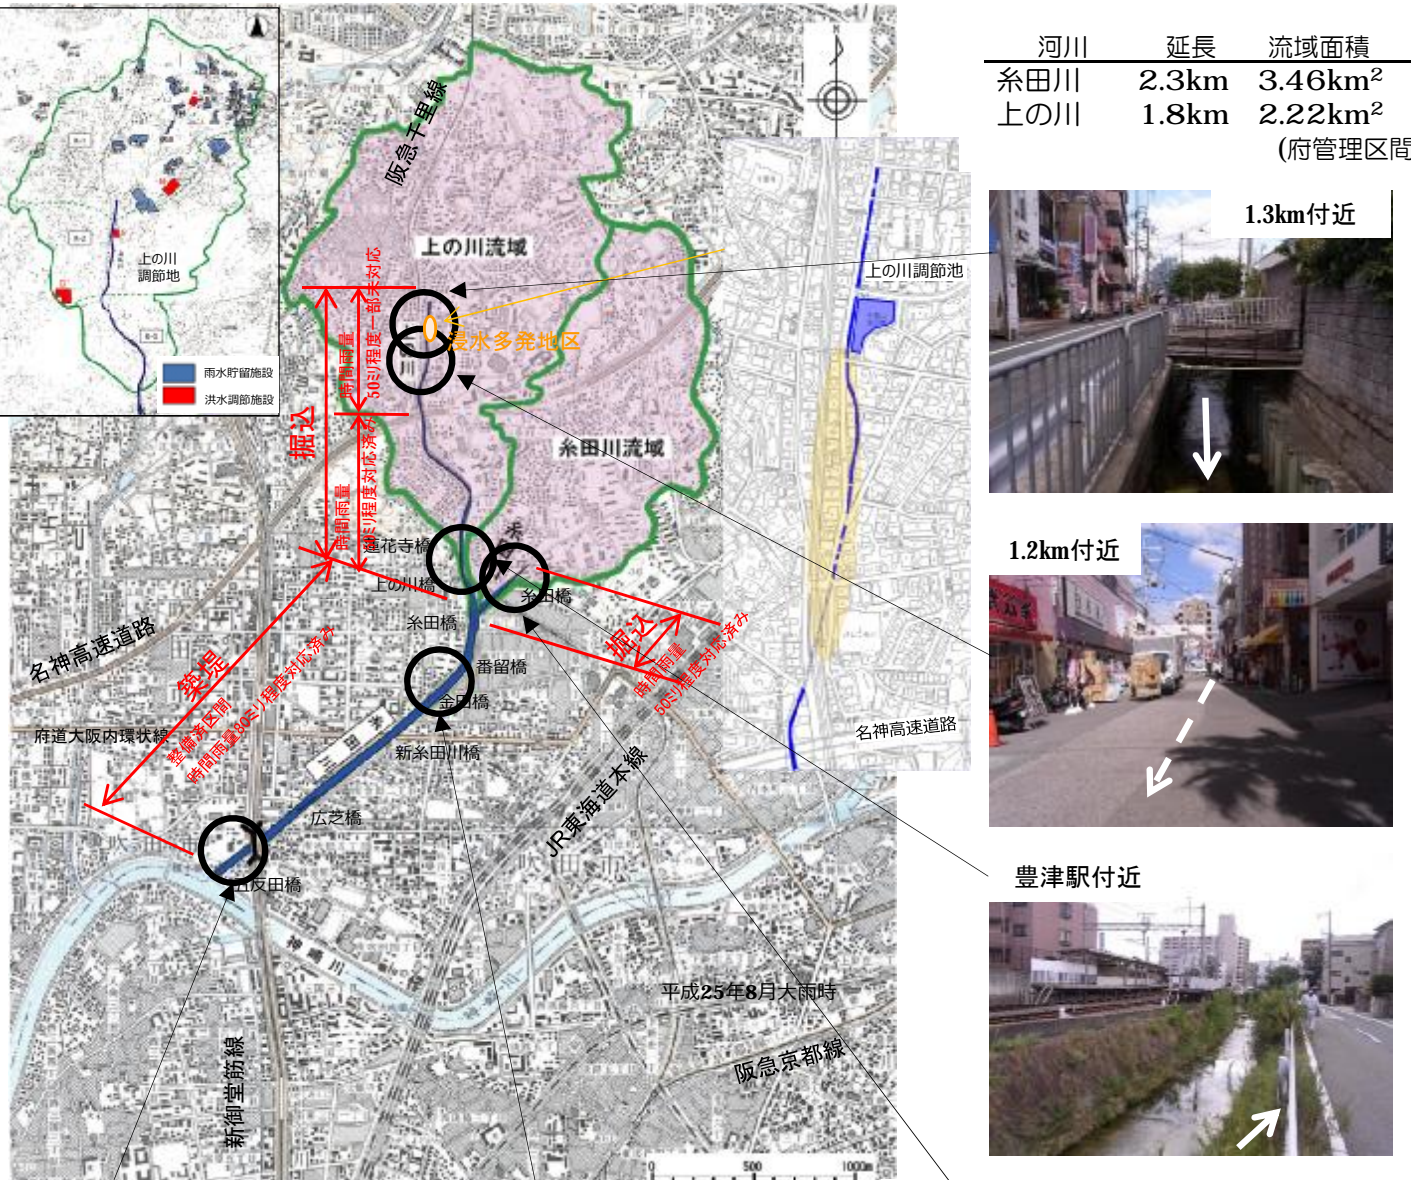 河川 延長 流域面積
糸田川 2.3km 3.46km²
上の川 1.8km 2.22km²
(府管理区間
上の川
調節地
雨水貯留施設
洪水調節施設
阪急千里線
上の川流域
浸水多発地区
糸田川流域
掘込
時間雨量
50ミリ程度一部未対応
時間雨量
50ミリ程度対応済み
蓮花寺橋
上の川橋
糸田橋
糸田橋
番留橋
金田橋
新糸田川橋
広芝橋
五反田橋
築堤
整備済区間
時間雨量80ミリ程度対応済み
掘込
時間雨量
50ミリ程度対応済み
名神高速道路
府道大阪内環状線
JR東海道本線
吹田市
神崎川
新御堂筋線
阪急京都線
平成25年8月大雨時
0 500 1000m
上の川調節池
名神高速道路
1.3km付近
1.2km付近
豊津駅付近